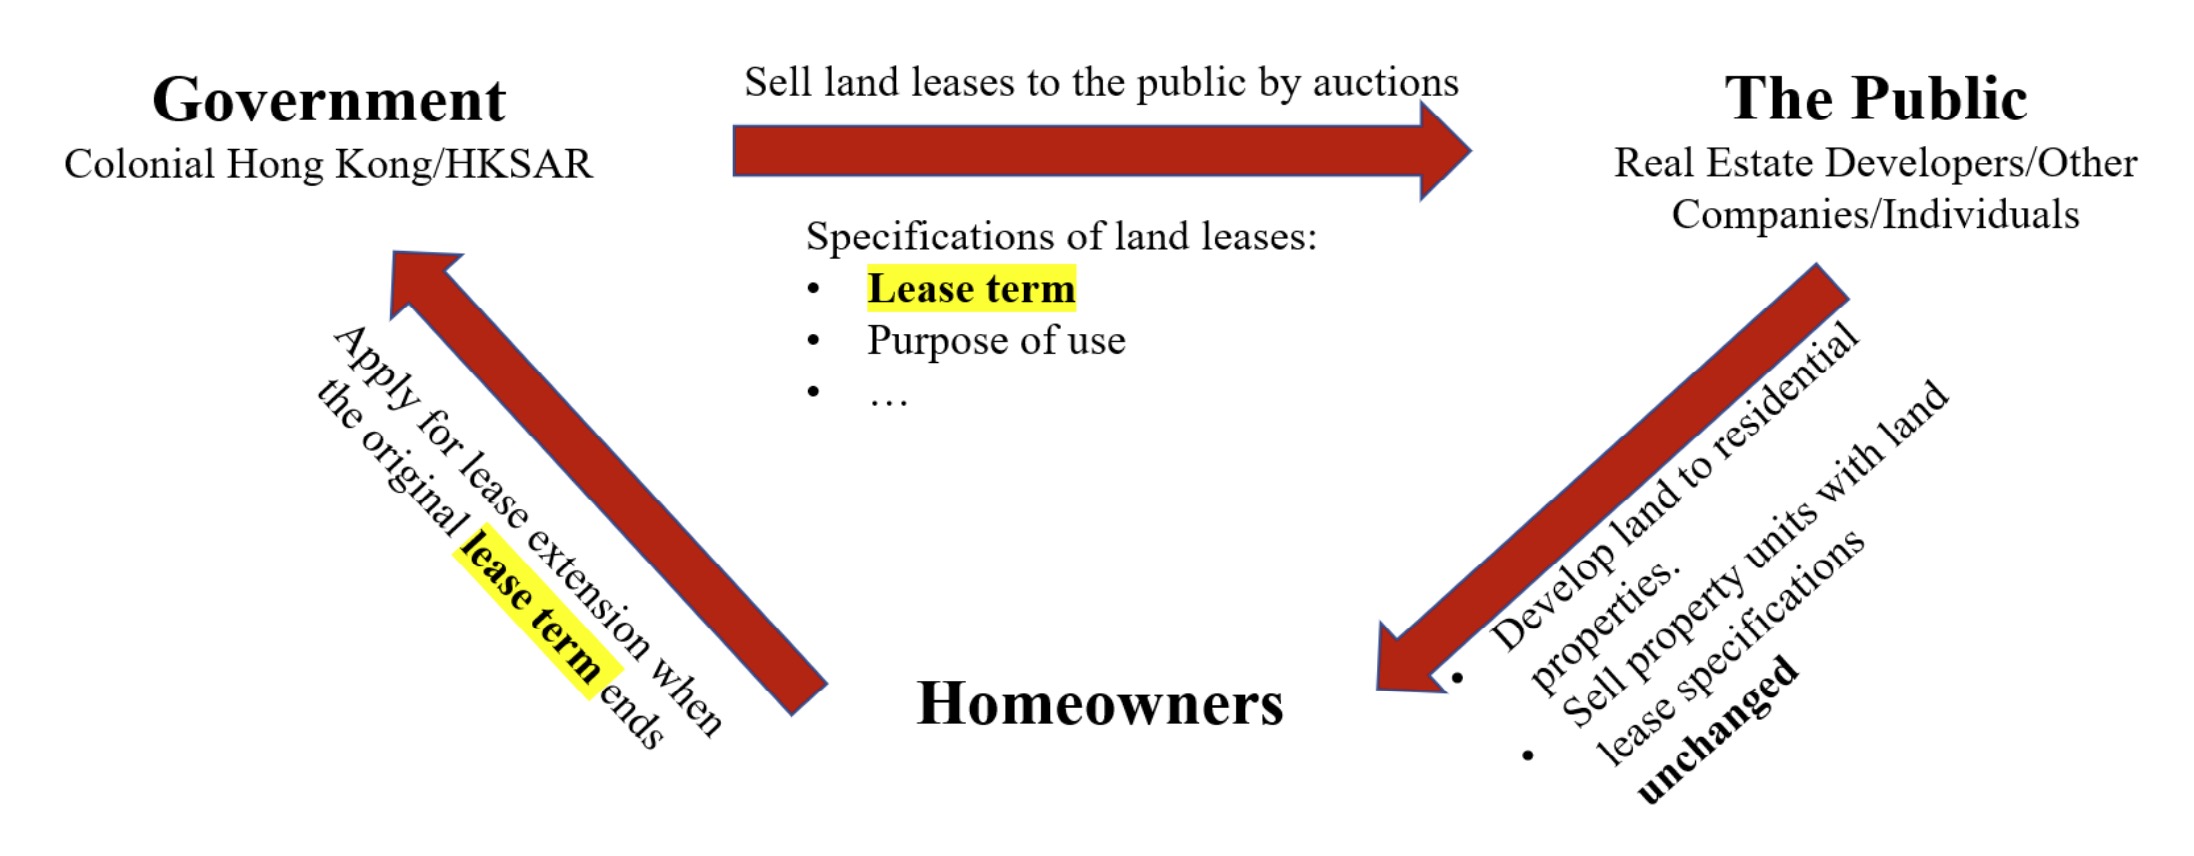 Government
Colonial Hong Kong/HKSAR
Sell land leases to the public by auctions
The Public
Real Estate Developers/Other
Companies/Individuals
Specifications of land leases:
• Lease term
• Purpose of use
• …
Apply for lease extension when
the original lease term ends
Homeowners
• Develop land to residential
properties.
• Sell property units with land
lease specifications
unchanged